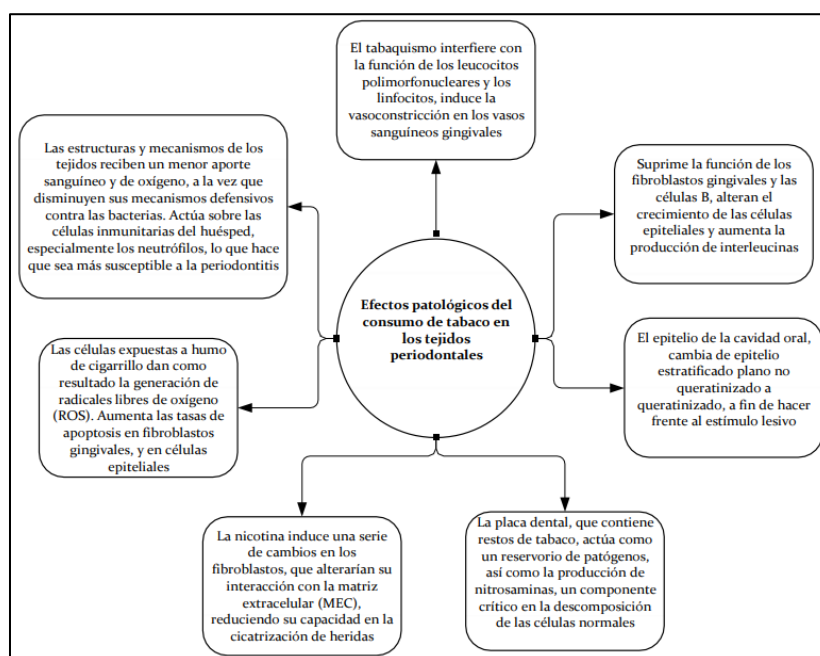 El tabaquismo interfiere con
la función de los leucocitos
polimorfonucleares y los
linfocitos, induce la
vasoconstricción en los vasos
sanguíneos gingivales
Las estructuras y mecanismos de los
tejidos reciben un menor aporte
sanguíneo y de oxígeno, a la vez que
disminuyen sus mecanismos defensivos
contra las bacterias. Actúa sobre las
células inmunitarias del huésped,
especialmente los neutrófilos, lo que hace
que sea más susceptible a la periodontitis
Suprime la función de los
fibroblastos gingivales y las
células B, alteran el
crecimiento de las células
epiteliales y aumenta la
producción de interleucinas
Efectos patológicos del
consumo de tabaco en
los tejidos
periodontales
Las células expuestas a humo
de cigarrillo dan como
resultado la generación de
radicales libres de oxígeno
(ROS). Aumenta las tasas de
apoptosis en fibroblastos
gingivales, y en células
epiteliales
El epitelio de la cavidad oral,
cambia de epitelio
estratificado plano no
queratinizado a
queratinizado, a fin de hacer
frente al estímulo lesivo
La nicotina induce una serie
de cambios en los
fibroblastos, que alterarían su
interacción con la matriz
extracelular (MEC),
reduciendo su capacidad en la
cicatrización de heridas
La placa dental, que contiene
restos de tabaco, actúa como
un reservorio de patógenos,
así como la producción de
nitrosaminas, un componente
crítico en la descomposición
de las células normales